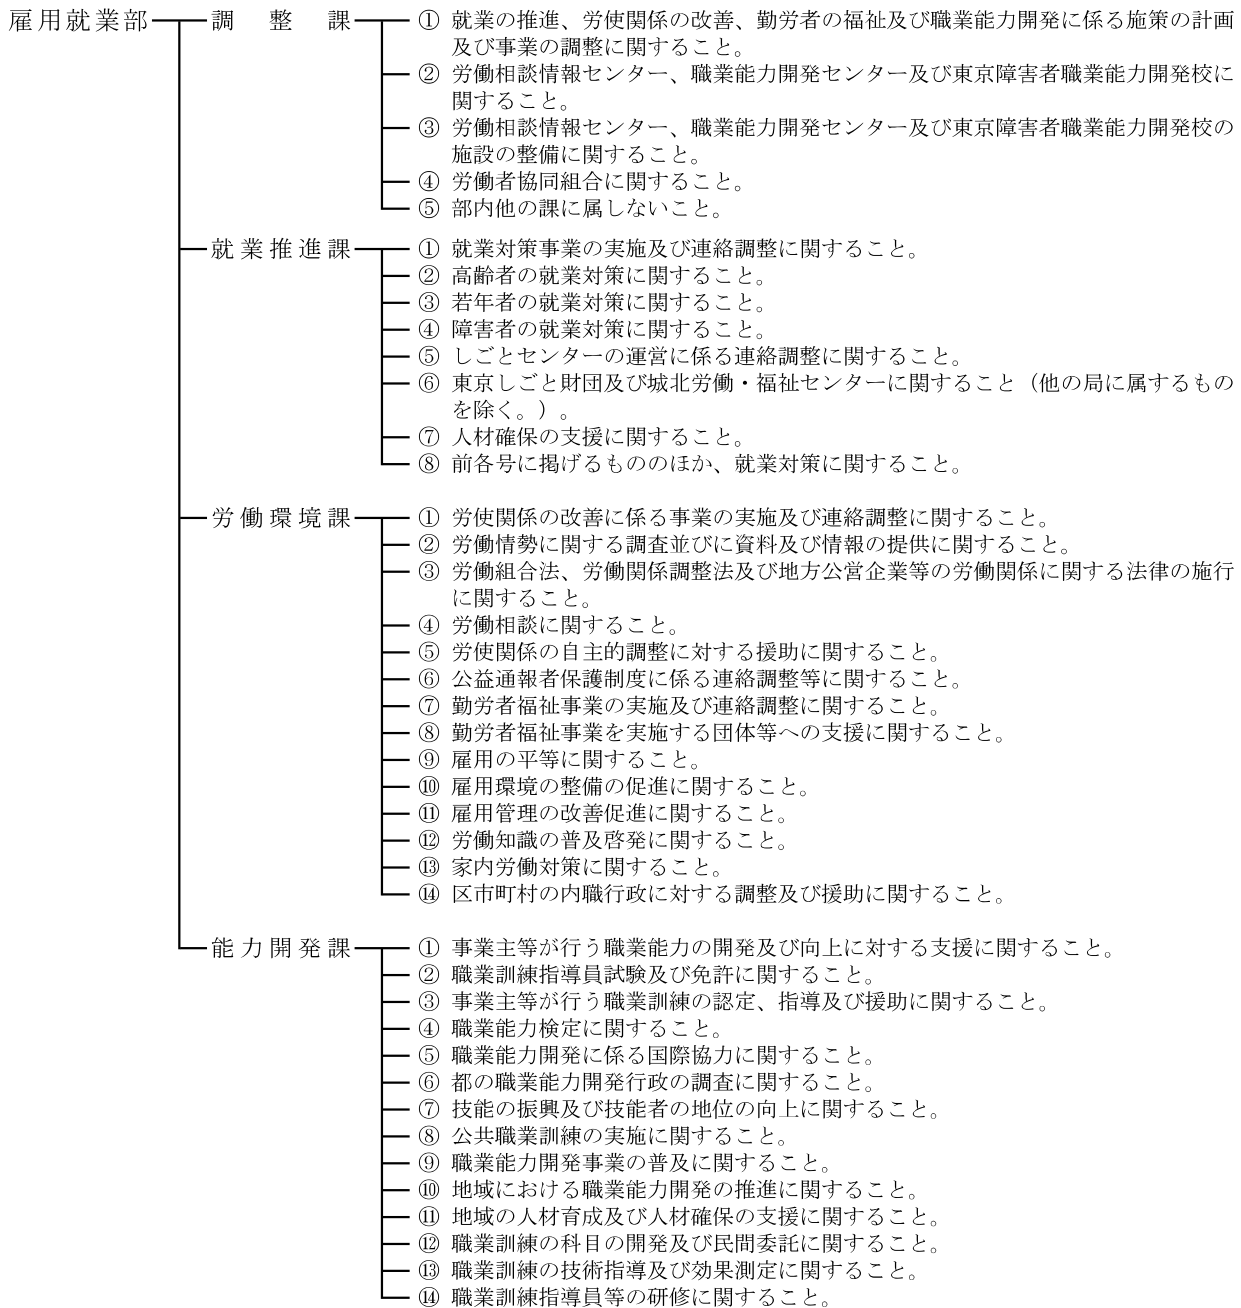 雇用就業部
調整課
① 就業の推進、労使関係の改善、勤労者の福祉及び職業能力開発に係る施策の計画
及び事業の調整に関すること。
② 労働相談情報センター、職業能力開発センター及び東京障害者職業能力開発校に
関すること。
③ 労働相談情報センター、職業能力開発センター及び東京障害者職業能力開発校の
施設の整備に関すること。
④ 労働者協同組合に関すること。
⑤ 部内他の課に属しないこと。
就業推進課
① 就業対策事業の実施及び連絡調整に関すること。
② 高齢者の就業対策に関すること。
③ 若年者の就業対策に関すること。
④ 障害者の就業対策に関すること。
⑤ しごとセンターの運営に係る連絡調整に関すること。
⑥ 東京しごと財団及び城北労働・福祉センターに関すること（他の局に属するもの
を除く。）。
⑦ 人材確保の支援に関すること。
⑧ 前各号に掲げるもののほか、就業対策に関すること。
労働環境課
① 労使関係の改善に係る事業の実施及び連絡調整に関すること。
② 労働情勢に関する調査並びに資料及び情報の提供に関すること。
③ 労働組合法、労働関係調整法及び地方公営企業等の労働関係に関する法律の施行
に関すること。
④ 労働相談に関すること。
⑤ 労使関係の自主的調整に対する援助に関すること。
⑥ 公益通報者保護制度に係る連絡調整等に関すること。
⑦ 勤労者福祉事業の実施及び連絡調整に関すること。
⑧ 勤労者福祉事業を実施する団体等への支援に関すること。
⑨ 雇用の平等に関すること。
⑩ 雇用環境の整備の促進に関すること。
⑪ 雇用管理の改善促進に関すること。
⑫ 労働知識の普及啓発に関すること。
⑬ 家内労働対策に関すること。
⑭ 区市町村の内職行政に対する調整及び援助に関すること。
能力開発課
① 事業主等が行う職業能力の開発及び向上に対する支援に関すること。
② 職業訓練指導員試験及び免許に関すること。
③ 事業主等が行う職業訓練の認定、指導及び援助に関すること。
④ 職業能力検定に関すること。
⑤ 職業能力開発に係る国際協力に関すること。
⑥ 都の職業能力開発行政の調査に関すること。
⑦ 技能の振興及び技能者の地位の向上に関すること。
⑧ 公共職業訓練の実施に関すること。
⑨ 職業能力開発事業の普及に関すること。
⑩ 地域における職業能力開発の推進に関すること。
⑪ 地域の人材育成及び人材確保の支援に関すること。
⑫ 職業訓練の科目の開発及び民間委託に関すること。
⑬ 職業訓練の技術指導及び効果測定に関すること。
⑭ 職業訓練指導員等の研修に関すること。